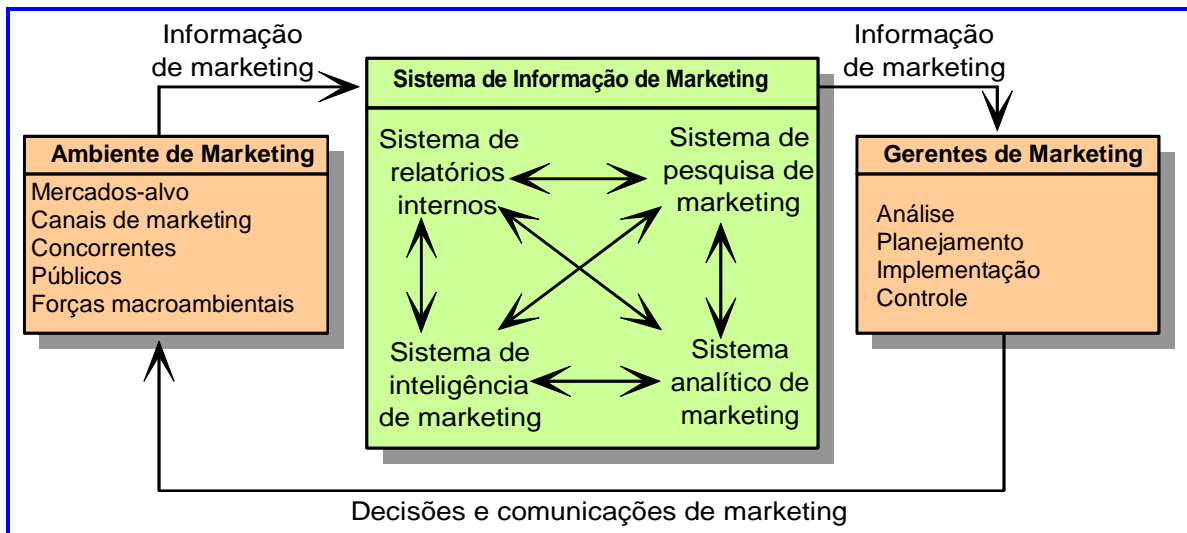 Informação
de marketing
Informação
de marketing
Sistema de Informação de Marketing
Ambiente de Marketing
Mercados-alvo
Canais de marketing
Concorrentes
Públicos
Forças macroambientais
Sistema de
relatórios
internos
Sistema de
pesquisa de
marketing
Sistema de
inteligência
de marketing
Sistema
analítico de
marketing
Gerentes de Marketing
Análise
Planejamento
Implementação
Controle
Decisões e comunicações de marketing